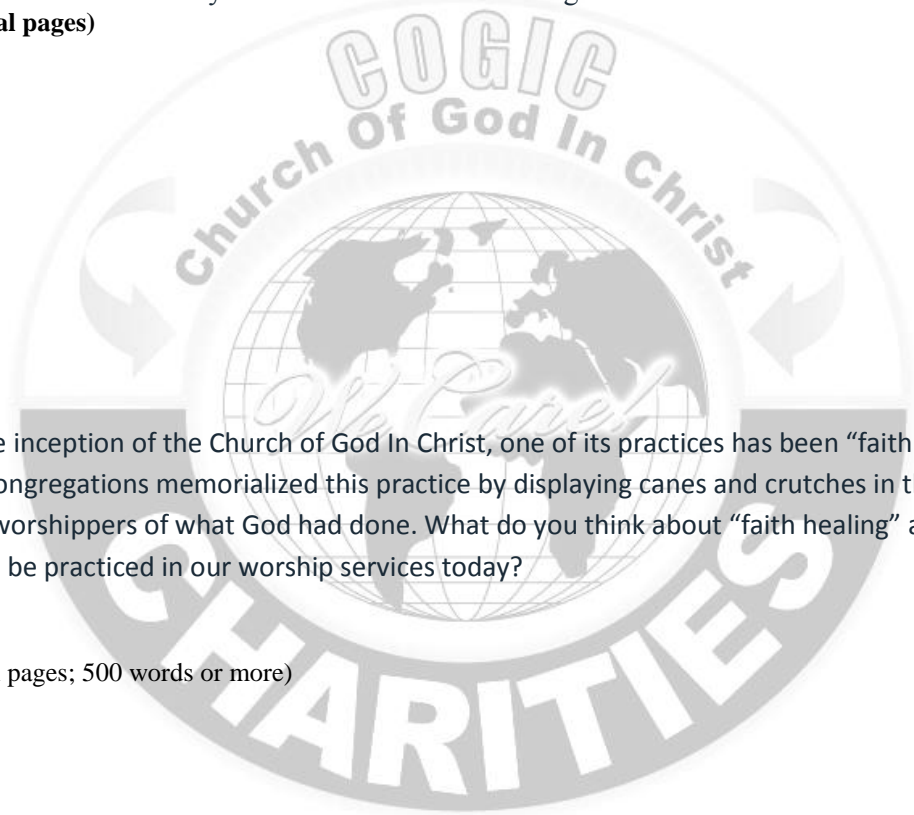 al pages)
COGIC
Church Of God In Christ
We Care!
e inception of the Church of God In Christ, one of its practices has been “faith
ongregations memorialized this practice by displaying canes and crutches in th
worshippers of what God had done. What do you think about “faith healing” a
be practiced in our worship services today?
pages; 500 words or more)
CHARITIES